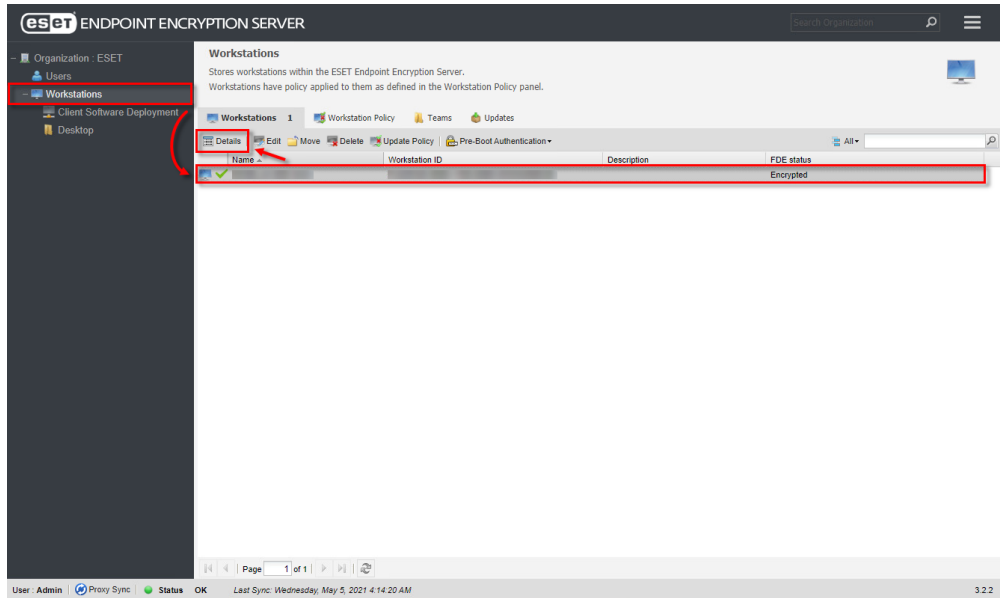 eseT ENDPOINT ENCRYPTION SERVER
Search Organization
Organization : ESET
Users
Workstations
Client Software Deployment
Desktop
Workstations
Stores workstations within the ESET Endpoint Encryption Server.
Workstations have policy applied to them as defined in the Workstation Policy panel.
Workstations 1 Workstation Policy Teams Updates
Details Edit Move Delete Update Policy Pre-Boot Authentication All
Name Workstation ID Description FDE status
Encrypted
Page 1 of 1
User : Admin Proxy Sync Status OK Last Sync: Wednesday, May 5, 2021 4:14:20 AM 3.2.2